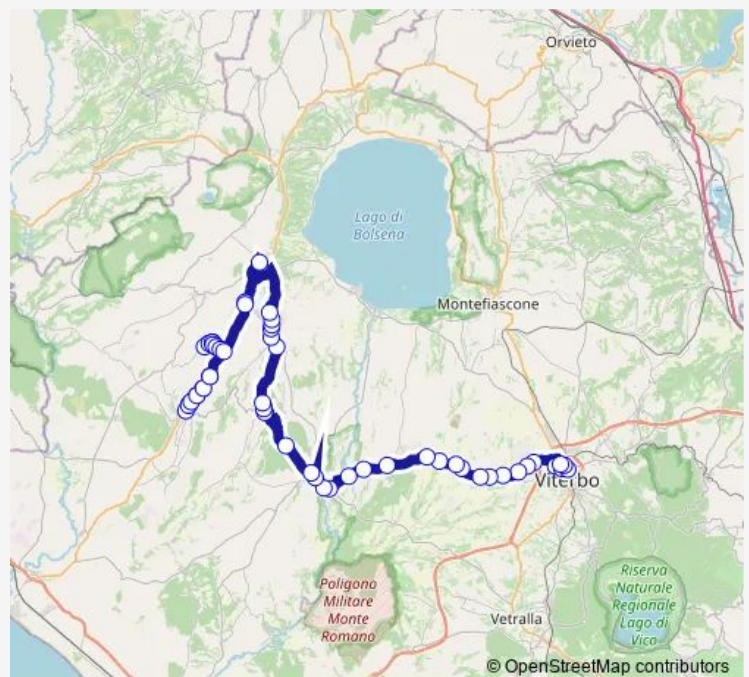 Orvieto
Lago di
Bolsena
Montefiascone
Viterbo
Poligono
Militare
Monte
Romano
Riserva
Naturale
Regionale
Lago di
Vico
Vetralla
© OpenStreetMap contributors